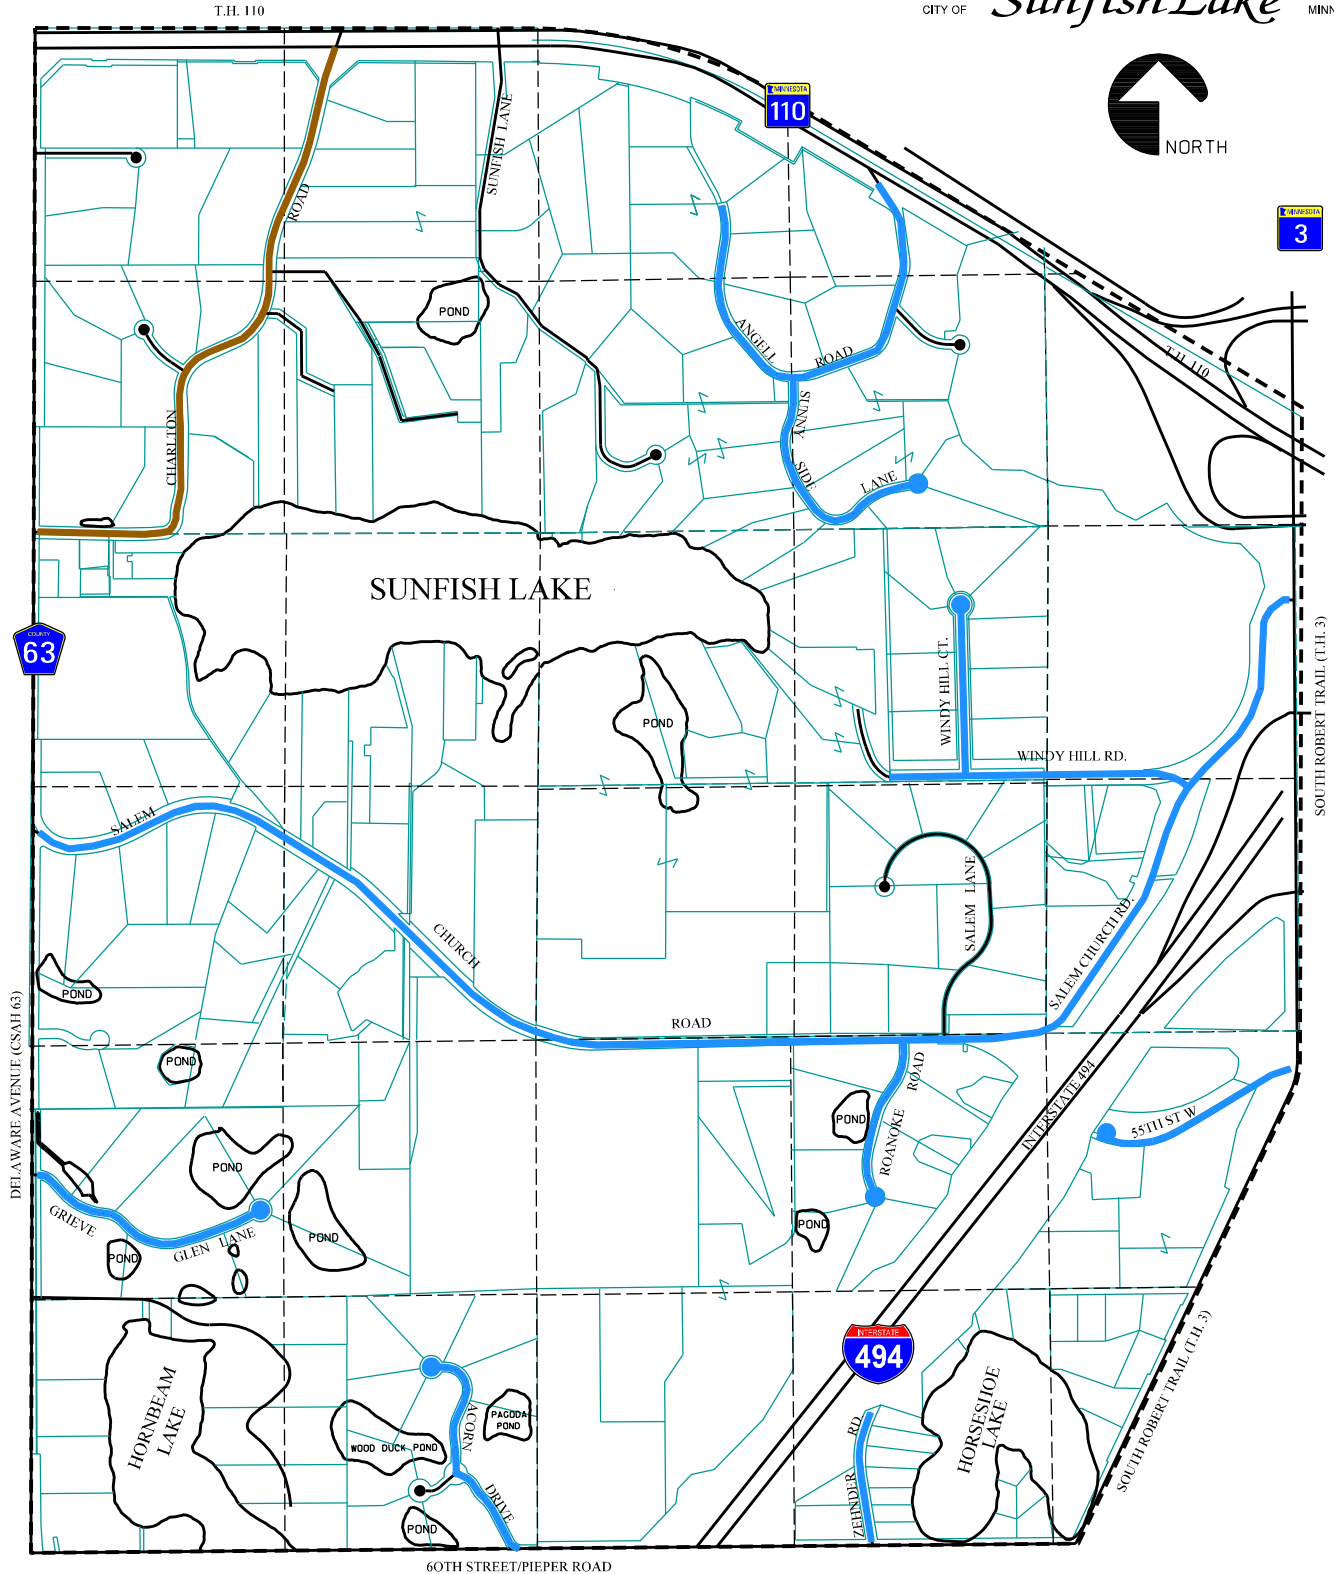 T.H. 110
CITY OF Sunfish Lake
MINNESOTA
110
NORTH
MINNESOTA
3
ROAD
SUNFISH LANE
POND
ANGELL
ROAD
T.H. 110
CHARLTON
SUNNY
SIDE
LANE
SUNFISH LAKE
COUNTY
63
WINDY HILL CT.
POND
WINDY HILL RD.
SOUTH ROBERT TRAIL (T.H. 3)
SALEM
CHURCH
ROAD
SALEM LANE
SALEM CHURCH RD.
POND
DELAWARE AVENUE (CSAH 63)
POND
ROAD
ROANOKE
POND
INTERSTATE 494
55TH ST W
POND
GRIEVE
GLEN LANE
POND
POND
POND
INTERSTATE
494
HORNBEAM
LAKE
ACORN
DRIVE
PAGODA
POND
WOOD DUCK POND
POND
ZEHNDER RD.
HORSESHOE
LAKE
SOUTH ROBERT TRAIL (T.H. 3)
60TH STREET/PIEPER ROAD